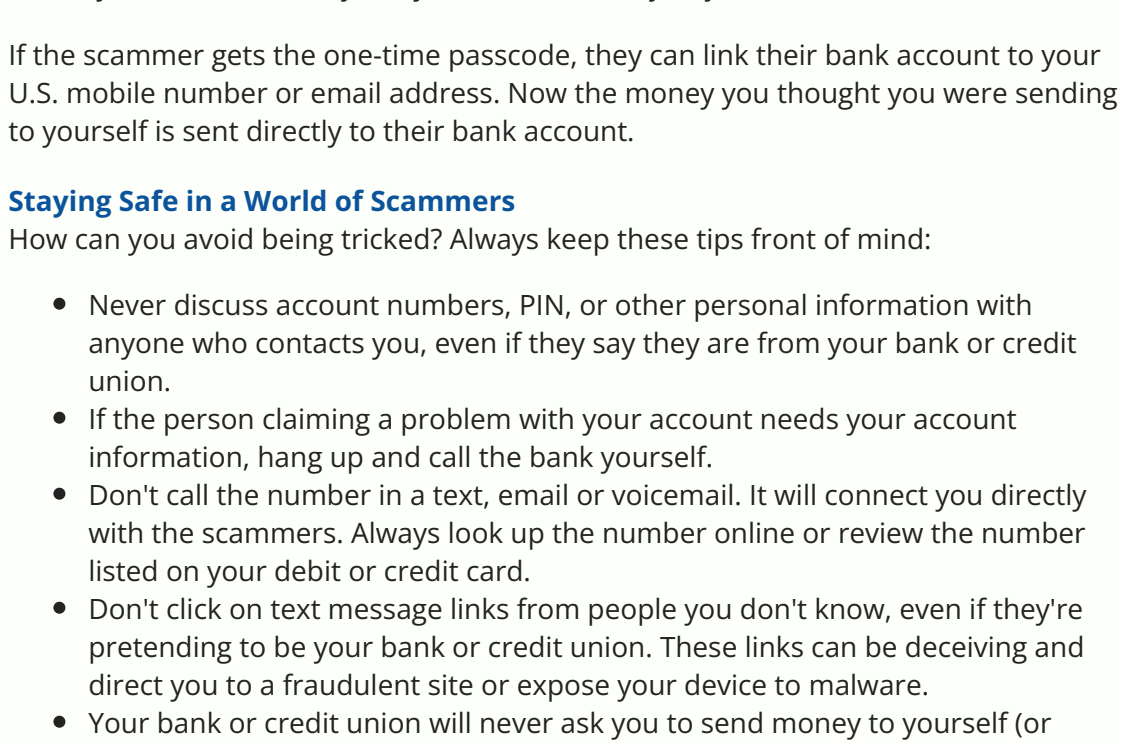 If the scammer gets the one-time passcode, they can link their bank account to your
U.S. mobile number or email address. Now the money you thought you were sending
to yourself is sent directly to their bank account.
Staying Safe in a World of Scammers
How can you avoid being tricked? Always keep these tips front of mind:
• Never discuss account numbers, PIN, or other personal information with
anyone who contacts you, even if they say they are from your bank or credit
union.
• If the person claiming a problem with your account needs your account
information, hang up and call the bank yourself.
• Don't call the number in a text, email or voicemail. It will connect you directly
with the scammers. Always look up the number online or review the number
listed on your debit or credit card.
• Don't click on text message links from people you don't know, even if they're
pretending to be your bank or credit union. These links can be deceiving and
direct you to a fraudulent site or expose your device to malware.
• Your bank or credit union will never ask you to send money to yourself (or